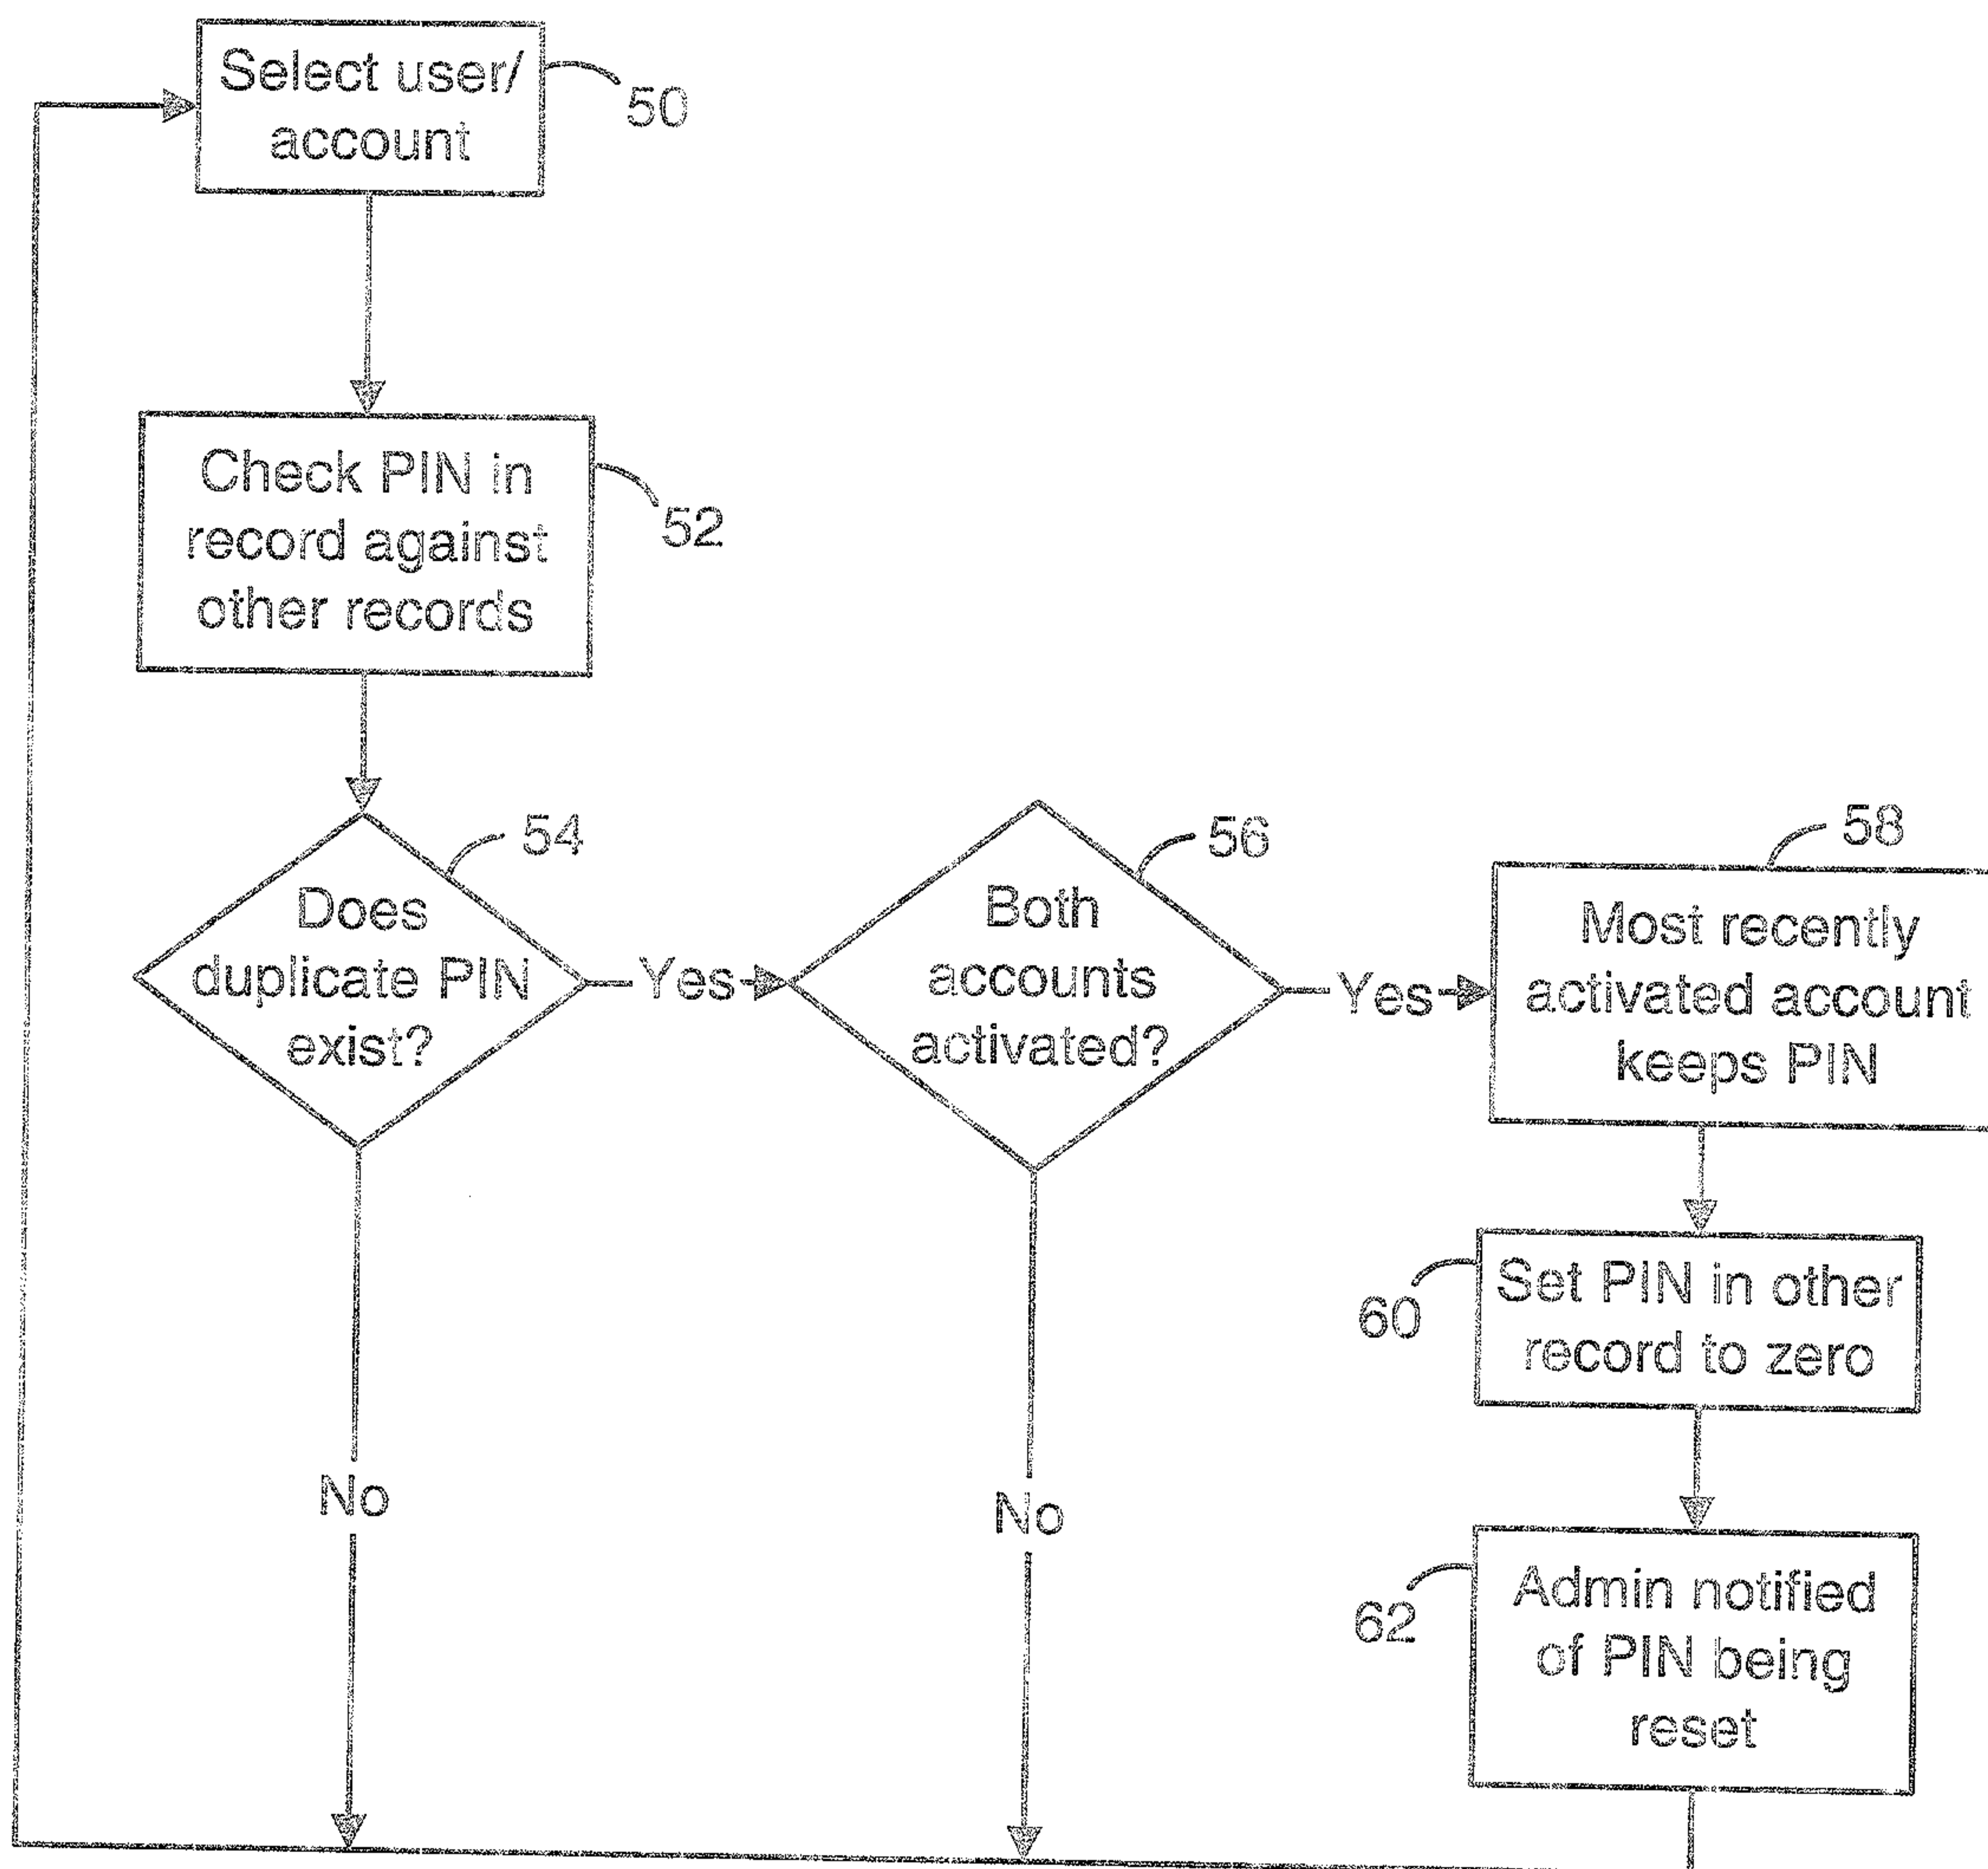 Select user/
account
50
Check PIN in
record against
other records
52
Does
duplicate PIN
exist?
54
Yes
Both
accounts
activated?
56
Yes
Most recently
activated account
keeps PIN
58
Set PIN in other
record to zero
60
Admin notified
of PIN being
reset
62
No
No